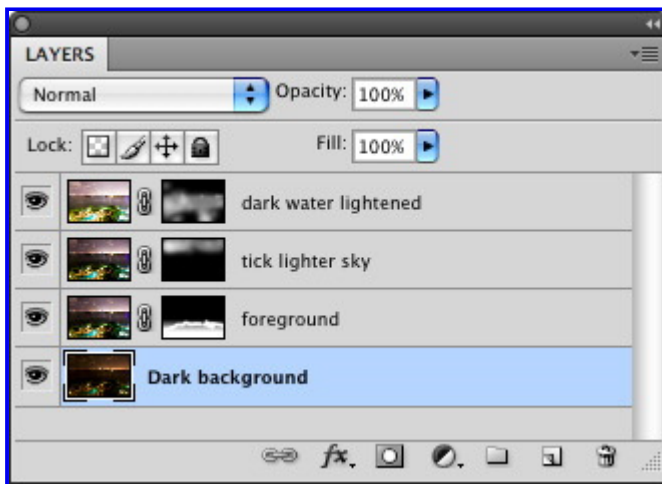 LAYERS
Normal Opacity: 100%
Lock: Fill: 100%
dark water lightened
tick lighter sky
foreground
Dark background
fx.